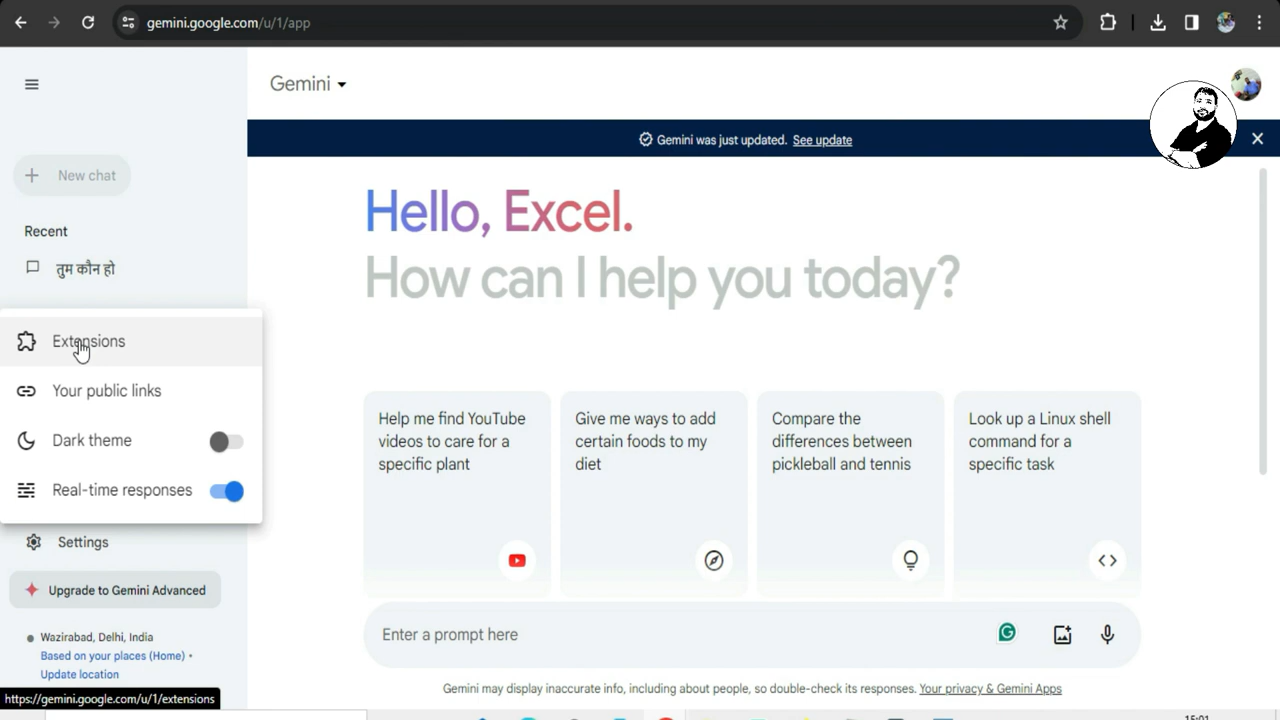 gemini.google.com/u/1/app
Gemini
Gemini was just updated. See update
New chat
Hello, Excel.
How can I help you today?
Recent
तुम कौन हो
Extensions
Your public links
Dark theme
Real-time responses
Settings
Upgrade to Gemini Advanced
Wazirabad, Delhi, India
Based on your places (Home) •
Update location
https://gemini.google.com/u/1/extensions
Help me find YouTube
videos to care for a
specific plant
Give me ways to add
certain foods to my
diet
Compare the
differences between
pickleball and tennis
Look up a Linux shell
command for a
specific task
Enter a prompt here
Gemini may display inaccurate info, including about people, so double-check its responses. Your privacy & Gemini Apps